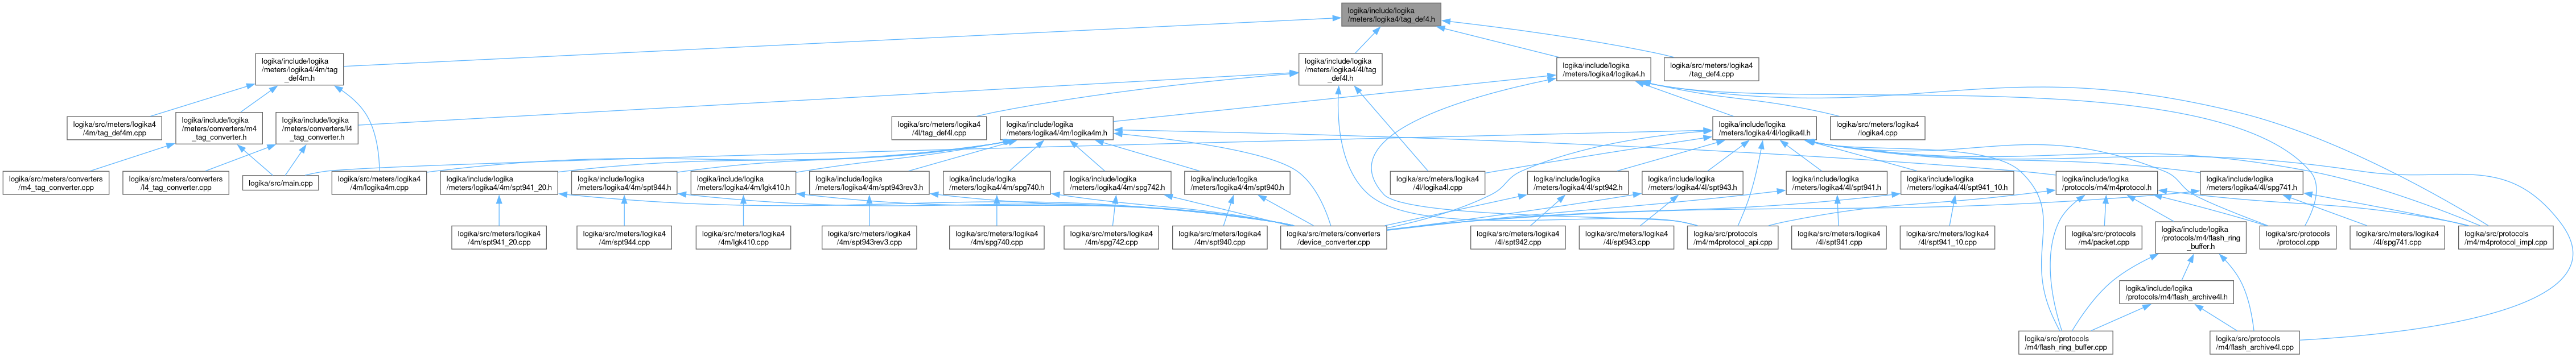 logika/include/logika
/meters/logika4/tag_def4.h
logika/include/logika
/meters/logika4/4m/tag
_def4m.h
logika/include/logika
/meters/logika4/4l/tag
_def4l.h
logika/include/logika
/meters/logika4/logika4.h
logika/src/meters/logika4
/tag_def4.cpp
logika/src/meters/logika4
/4m/tag_def4m.cpp
logika/include/logika
/meters/converters/m4
_tag_converter.h
logika/include/logika
/meters/converters/l4
_tag_converter.h
logika/src/meters/logika4
/4l/tag_def4l.cpp
logika/include/logika
/meters/logika4/4m/logika4m.h
logika/include/logika
/meters/logika4/4l/logika4l.h
logika/src/meters/logika4
/logika4.cpp
logika/src/meters/converters
/m4_tag_converter.cpp
logika/src/meters/converters
/l4_tag_converter.cpp
logika/src/main.cpp
logika/src/meters/logika4
/4m/logika4m.cpp
logika/include/logika
/meters/logika4/4m/spt941_20.h
logika/include/logika
/meters/logika4/4m/spt944.h
logika/include/logika
/meters/logika4/4m/lgk410.h
logika/include/logika
/meters/logika4/4m/spt943rev3.h
logika/include/logika
/meters/logika4/4m/spg740.h
logika/include/logika
/meters/logika4/4m/spg742.h
logika/include/logika
/meters/logika4/4m/spt940.h
logika/src/meters/logika4
/4l/logika4l.cpp
logika/include/logika
/meters/logika4/4l/spt942.h
logika/include/logika
/meters/logika4/4l/spt943.h
logika/include/logika
/meters/logika4/4l/spt941.h
logika/include/logika
/meters/logika4/4l/spt941_10.h
logika/include/logika
/protocols/m4/m4protocol.h
logika/include/logika
/meters/logika4/4l/spg741.h
logika/src/meters/logika4
/4m/spt941_20.cpp
logika/src/meters/logika4
/4m/spt944.cpp
logika/src/meters/logika4
/4m/lgk410.cpp
logika/src/meters/logika4
/4m/spt943rev3.cpp
logika/src/meters/logika4
/4m/spg740.cpp
logika/src/meters/logika4
/4m/spg742.cpp
logika/src/meters/logika4
/4m/spt940.cpp
logika/src/meters/converters
/device_converter.cpp
logika/src/meters/logika4
/4l/spt942.cpp
logika/src/meters/logika4
/4l/spt943.cpp
logika/src/protocols
/m4/m4protocol_api.cpp
logika/src/meters/logika4
/4l/spt941.cpp
logika/src/meters/logika4
/4l/spt941_10.cpp
logika/src/protocols
/m4/packet.cpp
logika/include/logika
/protocols/m4/flash_ring
_buffer.h
logika/src/protocols
/protocol.cpp
logika/src/meters/logika4
/4l/spg741.cpp
logika/src/protocols
/m4/m4protocol_impl.cpp
logika/include/logika
/protocols/m4/flash_archive4l.h
logika/src/protocols
/m4/flash_ring_buffer.cpp
logika/src/protocols
/m4/flash_archive4l.cpp